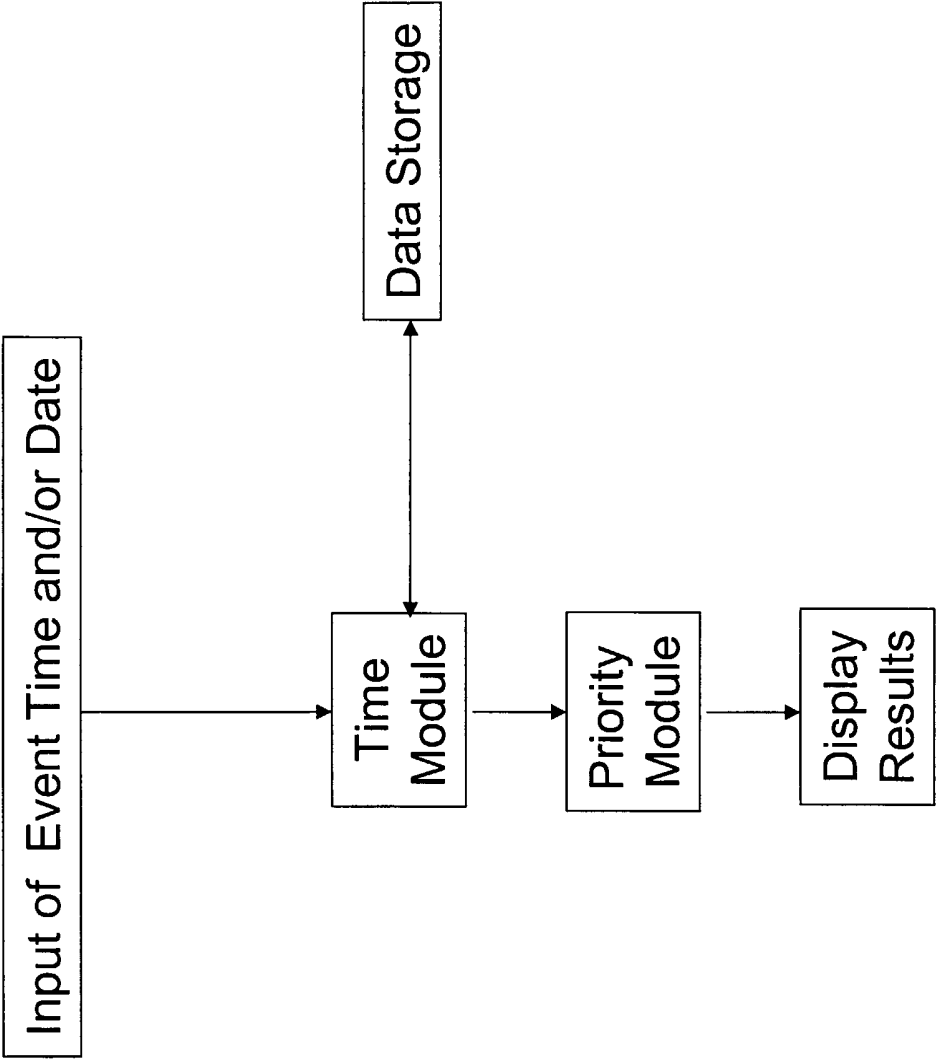 Input of Event Time and/or Date
Data Storage
Time
Module
Priority
Module
Display
Results